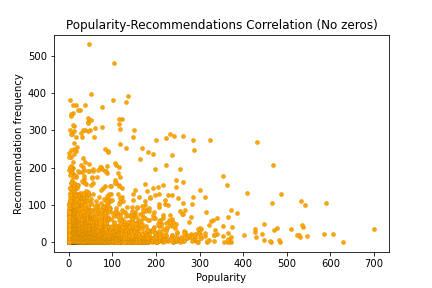 Popularity-Recommendations Correlation (No zeros)
Recommendation frequency
500
400
300
200
100
0
0 100 200 300 400 500 600 700
Popularity